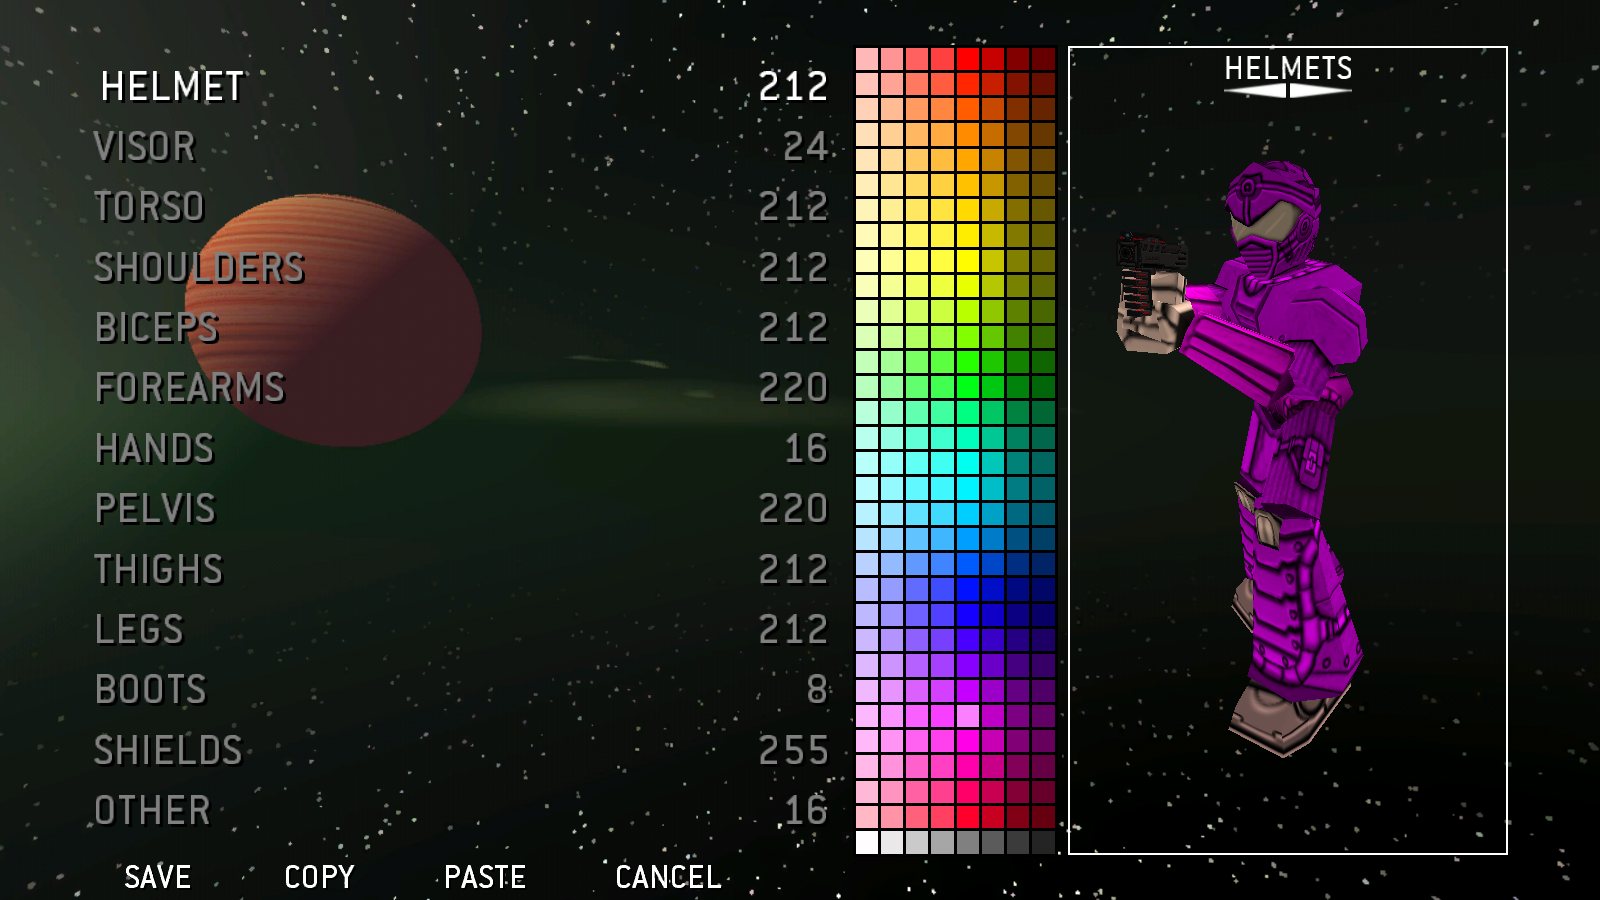 HELMET 212
VISOR 24
TORSO 212
SHOULDERS 212
BICEPS 212
FOREARMS 220
HANDS 16
PELVIS 220
THIGHS 212
LEGS 212
BOOTS 8
SHIELDS 255
OTHER 16
SAVE COPY PASTE CANCEL
HELMETS